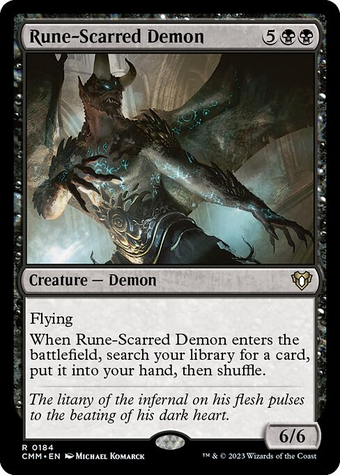 Rune-Scarred Demon 5
Creature — Demon
Flying
When Rune-Scarred Demon enters the
battlefield, search your library for a card,
put it into your hand, then shuffle.
The litany of the infernal on his flesh pulses
to the beating of his dark heart.
6/6
R 0184
CMM • EN MICHAEL KOMARCK
™ & © 2023 Wizards of the Coast